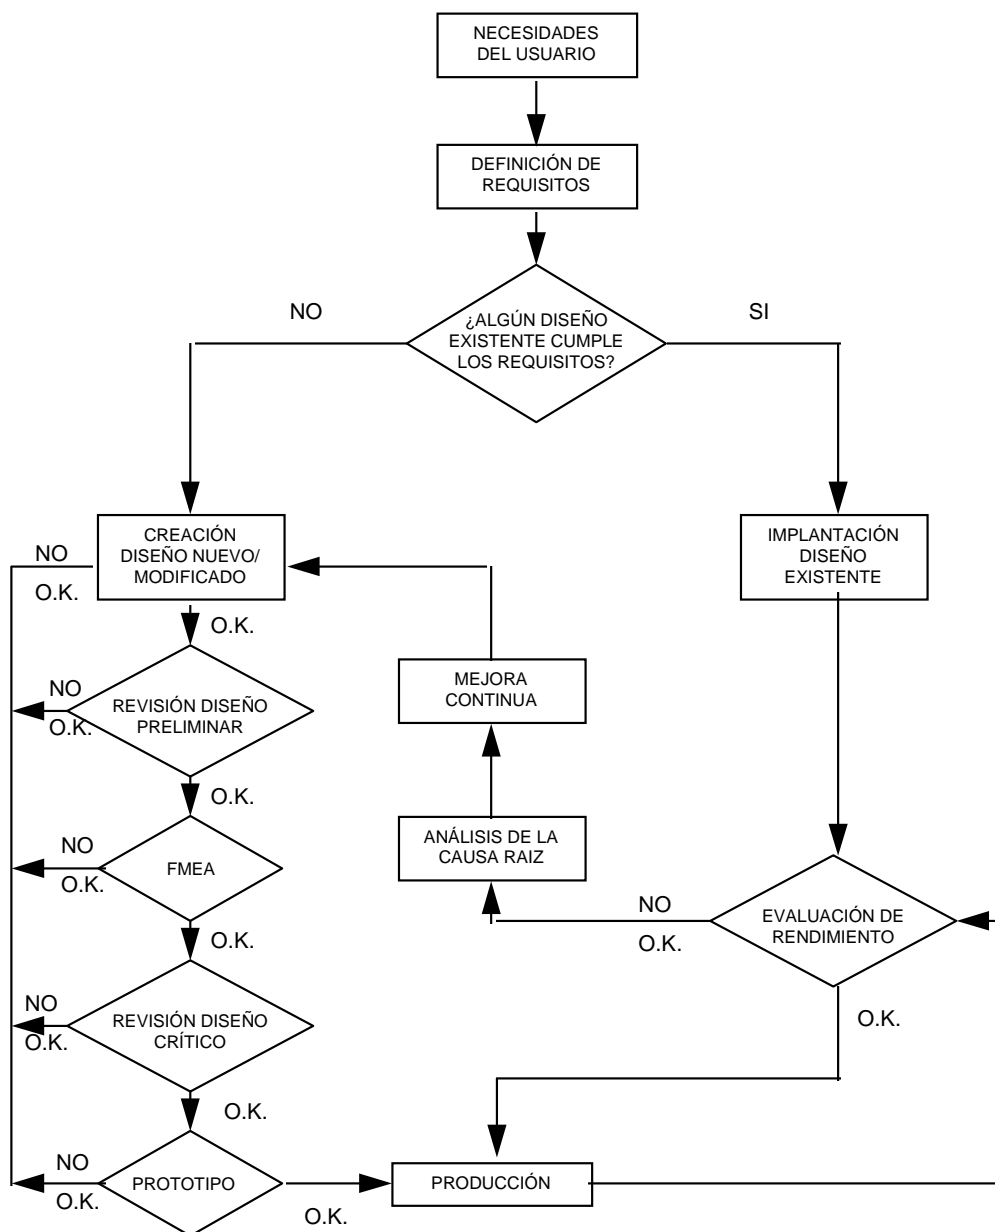 NECESIDADES
DEL USUARIO
DEFINICIÓN DE
REQUISITOS
NO
SI
¿ALGÚN DISEÑO
EXISTENTE CUMPLE
LOS REQUISITOS?
CREACIÓN
DISEÑO NUEVO/
MODIFICADO
IMPLANTACIÓN
DISEÑO
EXISTENTE
NO
O.K.
O.K.
NO
O.K.
REVISIÓN DISEÑO
PRELIMINAR
MEJORA
CONTINUA
O.K.
NO
O.K.
FMEA
ANÁLISIS DE LA
CAUSA RAIZ
O.K.
NO
O.K.
EVALUACIÓN DE
RENDIMIENTO
NO
O.K.
REVISIÓN DISEÑO
CRÍTICO
O.K.
O.K.
NO
O.K.
PROTOTIPO
O.K.
PRODUCCIÓN